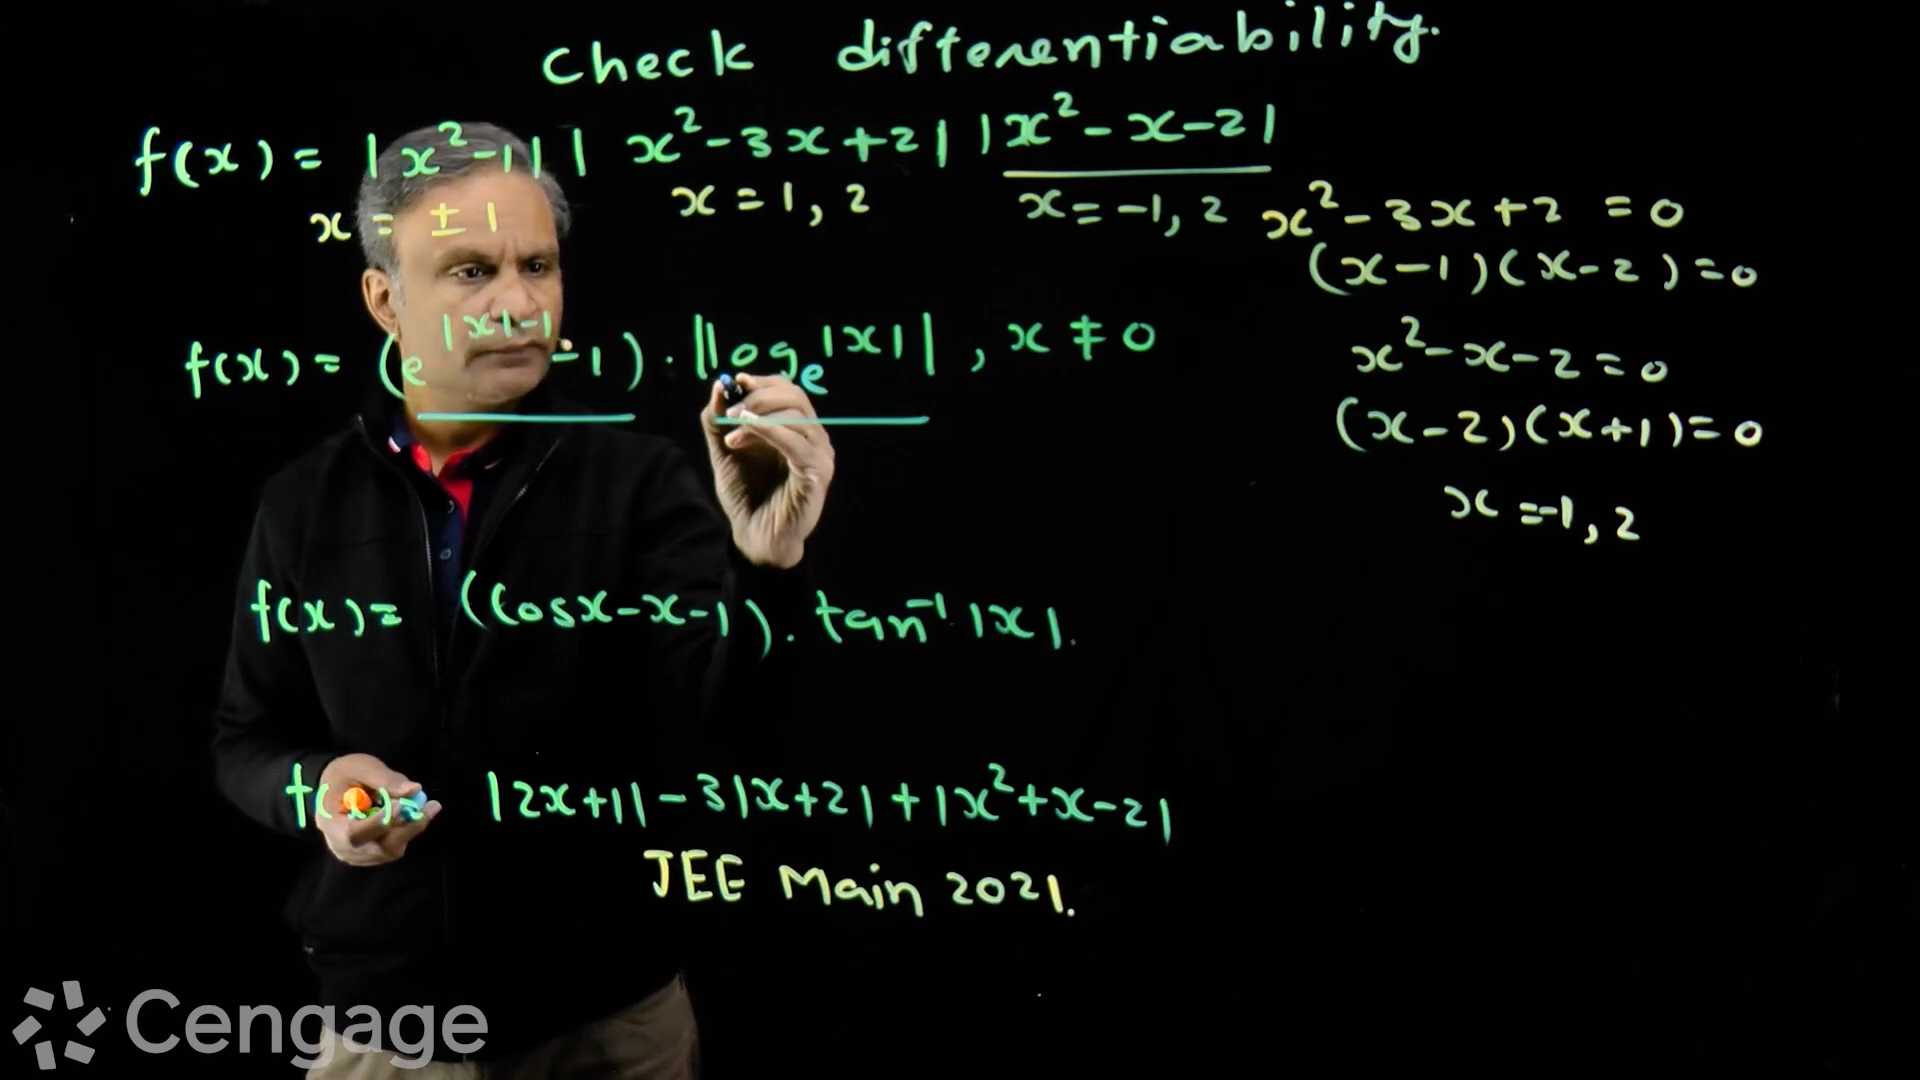 Check differentiability.
f(x) = |x²-1| |x²-3x+2| |x²-x-2|
x = ±1
x = 1, 2
x = -1, 2
x²-3x+2 = 0
(x-1)(x-2) = 0
x²-x-2 = 0
(x-2)(x+1) = 0
x = -1, 2
f(x) = (e^{|x|-1} -1) · |log_e|x||, x ≠ 0
f(x) = (cosx-x-1). tan⁻¹|x|.
f(x) = |2x+1|-3|x+2|+|x²+x-2|
JEE Main 2021.
Cengage